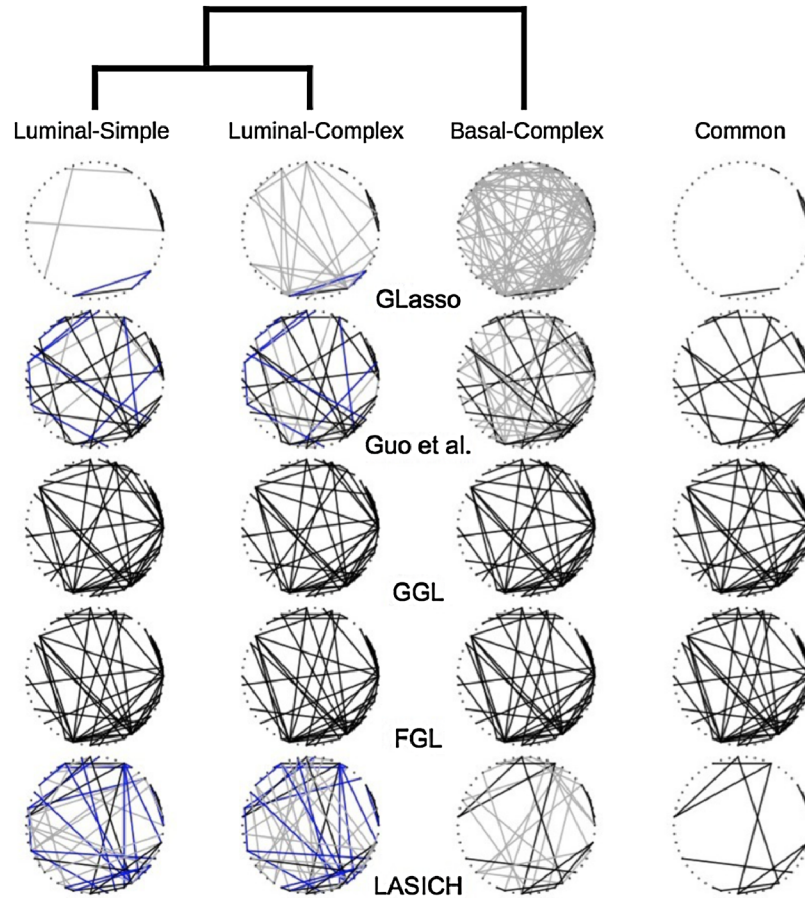 Luminal-Simple Luminal-Complex Basal-Complex Common
GLasso
Guo et al.
GGL
FGL
LASICH